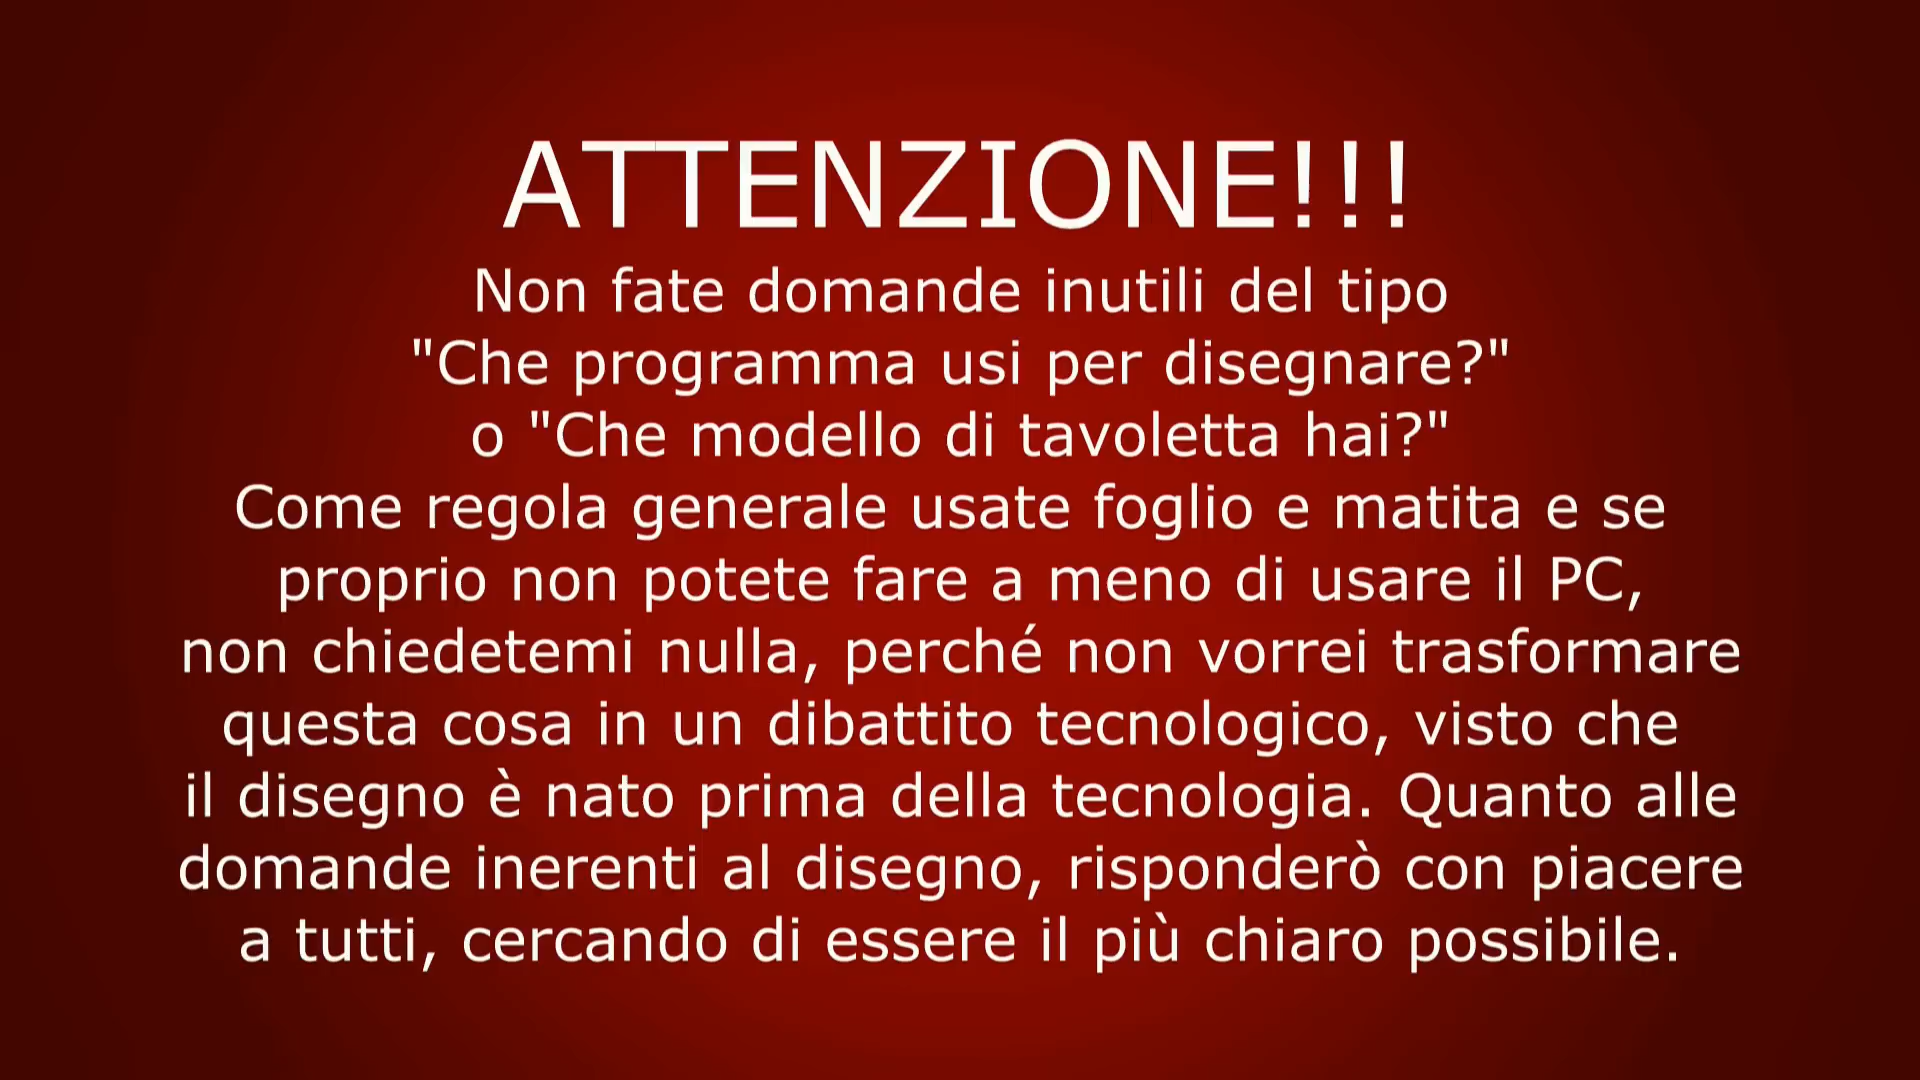 ATTENZIONE!!!
Non fate domande inutili del tipo
"Che programma usi per disegnare?"
o "Che modello di tavoletta hai?"
Come regola generale usate foglio e matita e se
proprio non potete fare a meno di usare il PC,
non chiedetemi nulla, perché non vorrei trasformare
questa cosa in un dibattito tecnologico, visto che
il disegno è nato prima della tecnologia. Quanto alle
domande inerenti al disegno, risponderò con piacere
a tutti, cercando di essere il più chiaro possibile.